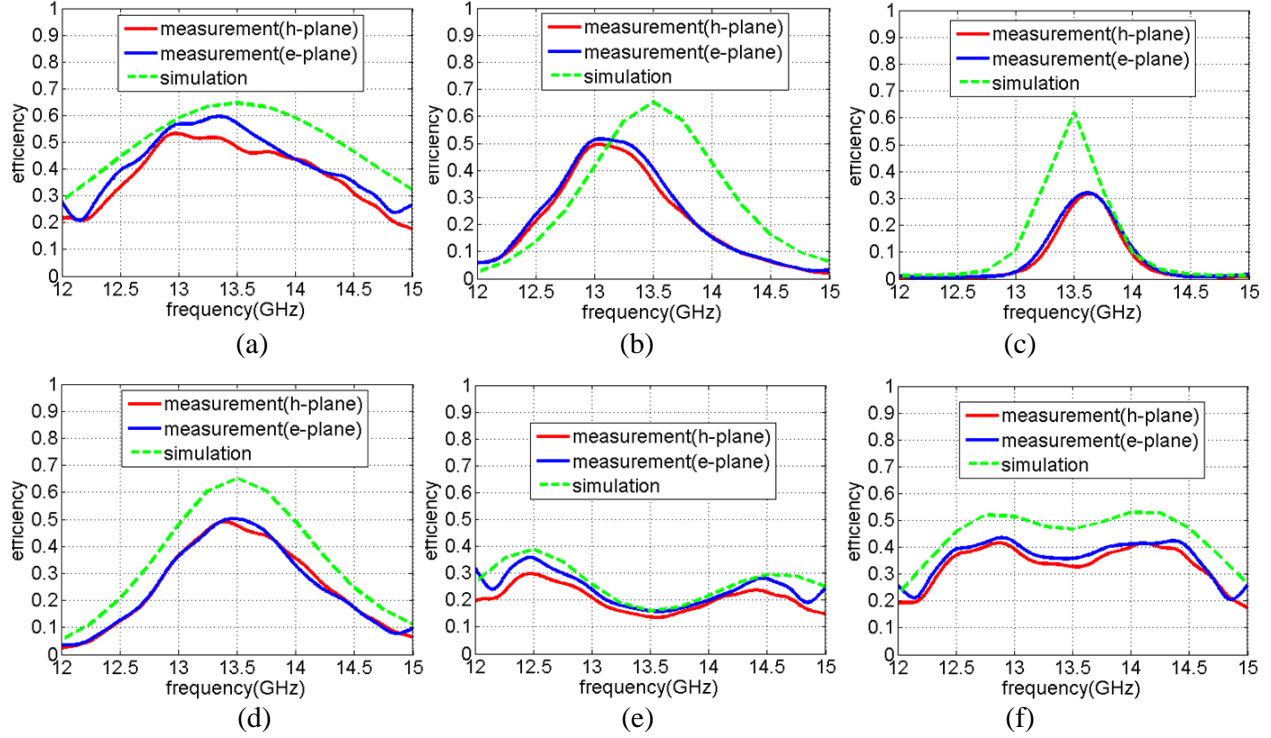 1
0.9
0.8
0.7
0.6
0.5
0.4
0.3
0.2
0.1
0
efficiency
measurement(h-plane)
measurement(e-plane)
simulation
12 12.5 13 13.5 14 14.5 15
frequency(GHz)
(a)
1
0.9
0.8
0.7
0.6
0.5
0.4
0.3
0.2
0.1
0
efficiency
measurement(h-plane)
measurement(e-plane)
simulation
12 12.5 13 13.5 14 14.5 15
frequency(GHz)
(b)
1
0.9
0.8
0.7
0.6
0.5
0.4
0.3
0.2
0.1
0
efficiency
measurement(h-plane)
measurement(e-plane)
simulation
12 12.5 13 13.5 14 14.5 15
frequency(GHz)
(c)
1
0.9
0.8
0.7
0.6
0.5
0.4
0.3
0.2
0.1
0
efficiency
measurement(h-plane)
measurement(e-plane)
simulation
12 12.5 13 13.5 14 14.5 15
frequency(GHz)
(d)
1
0.9
0.8
0.7
0.6
0.5
0.4
0.3
0.2
0.1
0
efficiency
measurement(h-plane)
measurement(e-plane)
simulation
12 12.5 13 13.5 14 14.5 15
frequency(GHz)
(e)
1
0.9
0.8
0.7
0.6
0.5
0.4
0.3
0.2
0.1
0
efficiency
measurement(h-plane)
measurement(e-plane)
simulation
12 12.5 13 13.5 14 14.5 15
frequency(GHz)
(f)